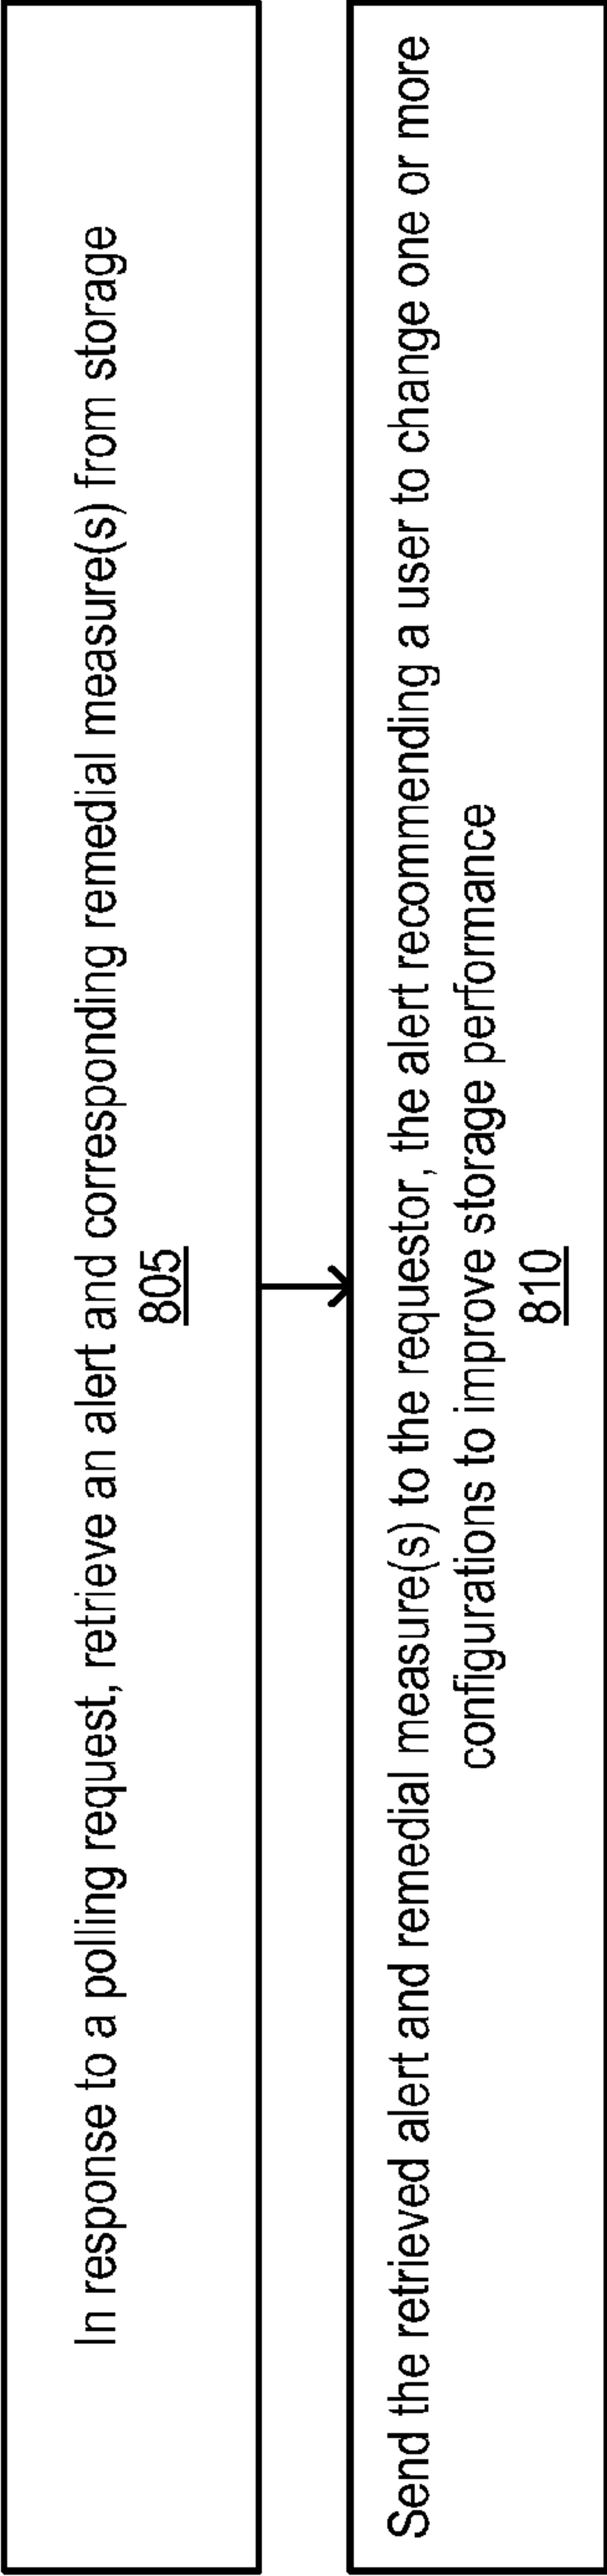 In response to a polling request, retrieve an alert and corresponding remedial measure(s) from storage
805
Send the retrieved alert and remedial measure(s) to the requestor, the alert recommending a user to change one or more
configurations to improve storage performance
810